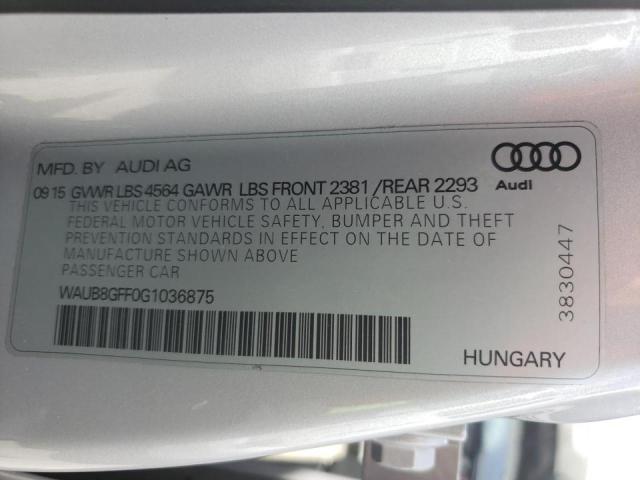 MFD. BY AUDI AG
09 15 GVWR LBS 4564 GAWR LBS FRONT 2381 /REAR 2293
THIS VEHICLE CONFORMS TO ALL APPLICABLE U.S.
FEDERAL MOTOR VEHICLE SAFETY, BUMPER AND THEFT
PREVENTION STANDARDS IN EFFECT ON THE DATE OF
MANUFACTURE SHOWN ABOVE
PASSENGER CAR
WAUB8GFF0G1036875
Audi
3830447
HUNGARY